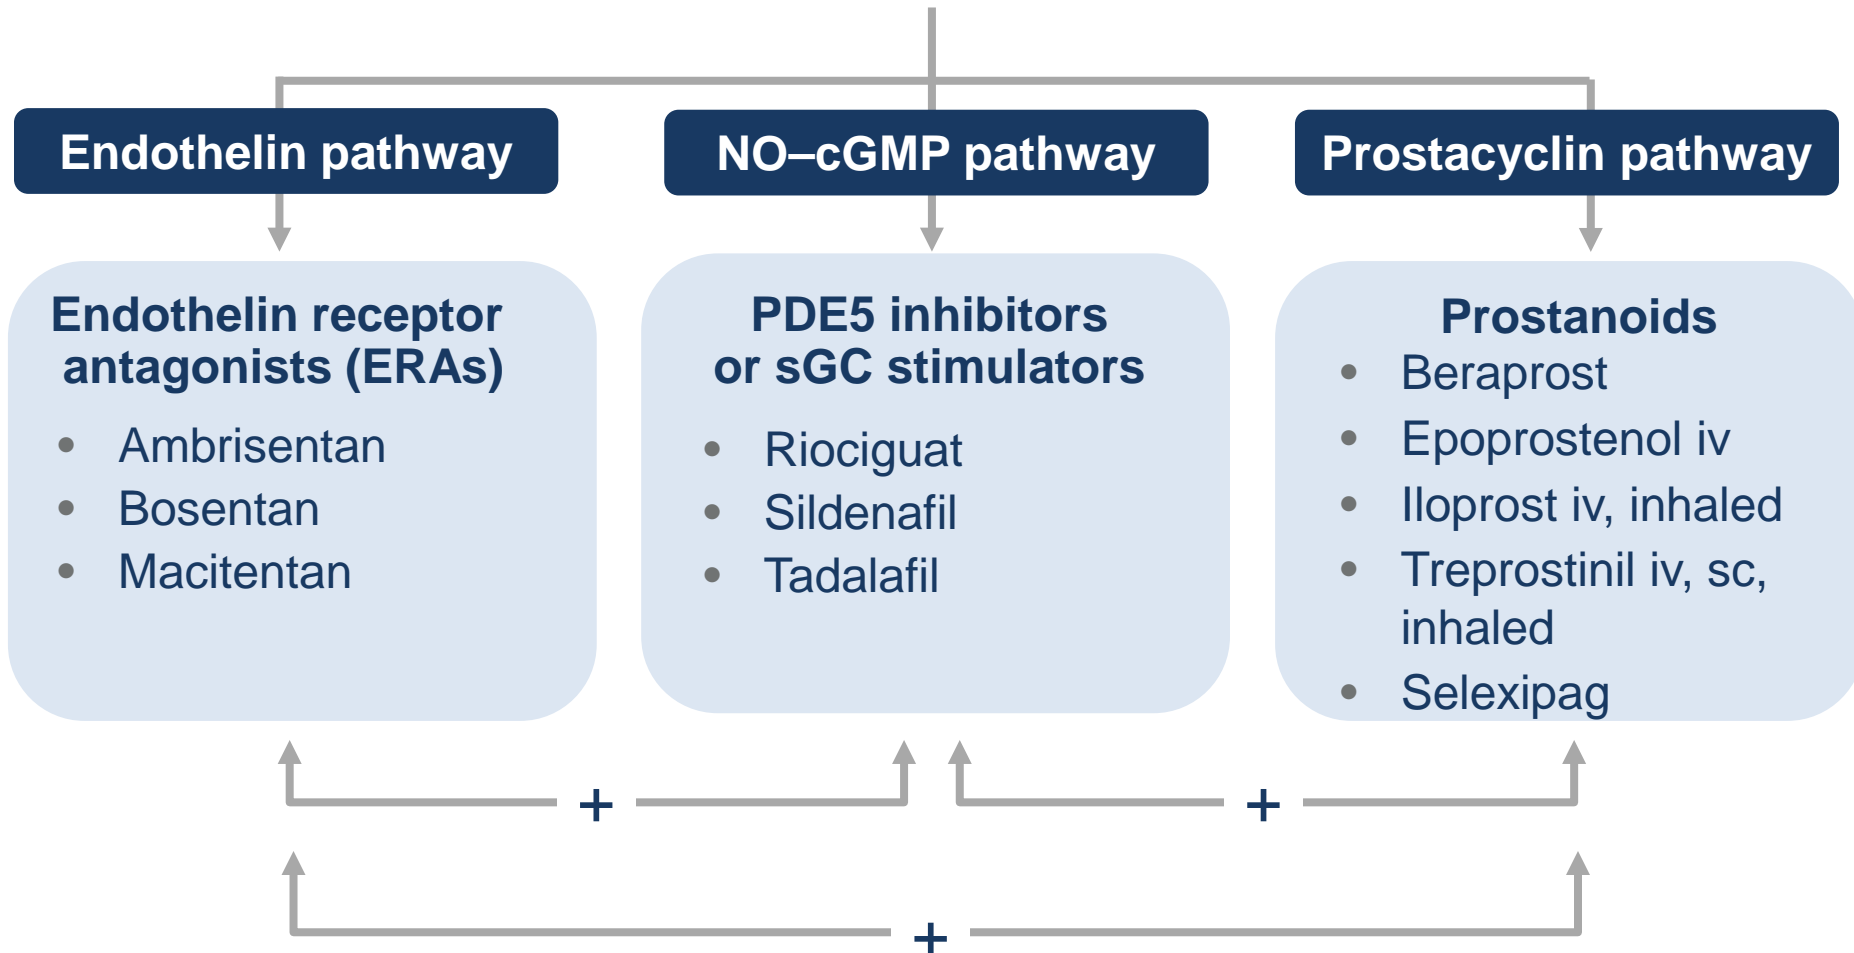 Endothelin pathway
NO–cGMP pathway
Prostacyclin pathway
Endothelin receptor
antagonists (ERAs)
• Ambrisentan
• Bosentan
• Macitentan
PDE5 inhibitors
or sGC stimulators
• Riociguat
• Sildenafil
• Tadalafil
Prostanoids
• Beraprost
• Epoprostenol iv
• Iloprost iv, inhaled
• Treprostinil iv, sc,
inhaled
• Selexipag
+
+
+